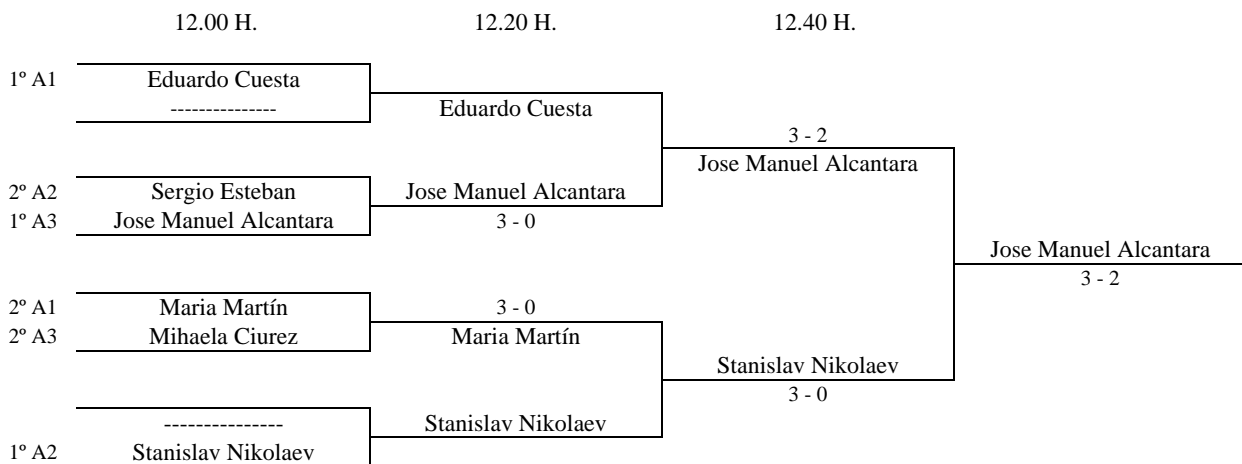 12.00 H. 12.20 H. 12.40 H.
1º A1 Eduardo Cuesta
--------------- Eduardo Cuesta
3 - 2
Jose Manuel Alcantara
2º A2 Sergio Esteban Jose Manuel Alcantara
1º A3 Jose Manuel Alcantara 3 - 0
Jose Manuel Alcantara
3 - 2
2º A1 Maria Martín 3 - 0
2º A3 Mihaela Ciurez Maria Martín
Stanislav Nikolaev
3 - 0
--------------- Stanislav Nikolaev
1º A2 Stanislav Nikolaev